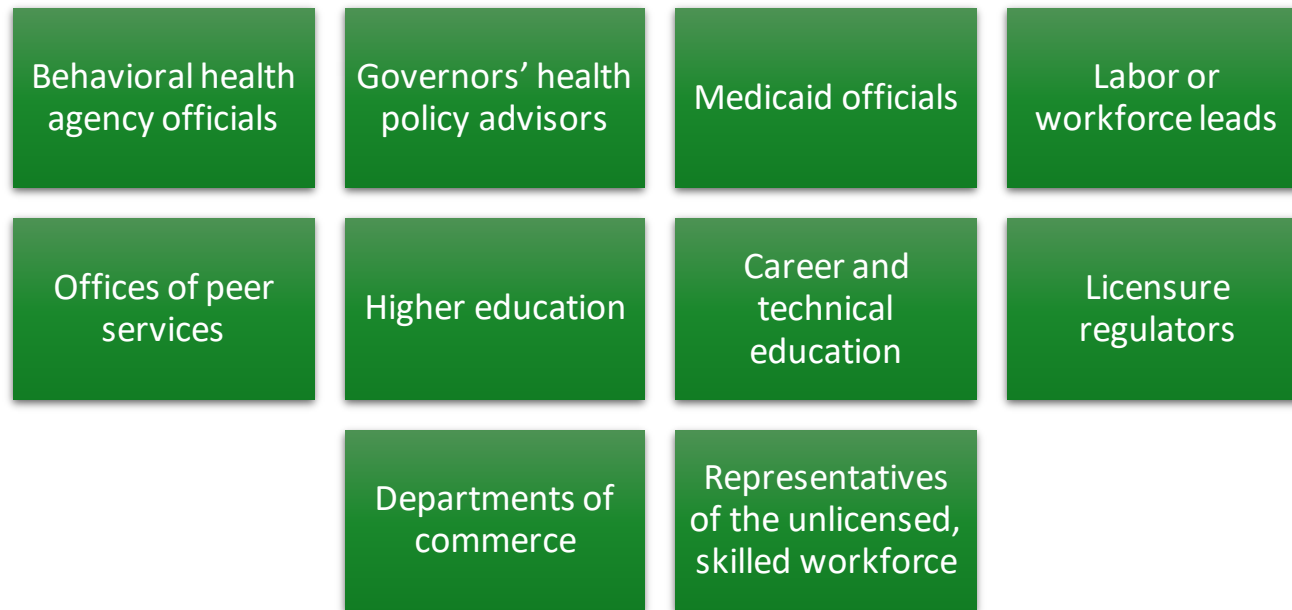 Behavioral health
agency officials
Governors’ health
policy advisors
Medicaid officials
Labor or
workforce leads
Offices of peer
services
Higher education
Career and
technical
education
Licensure
regulators
Departments of
commerce
Representatives
of the unlicensed,
skilled workforce